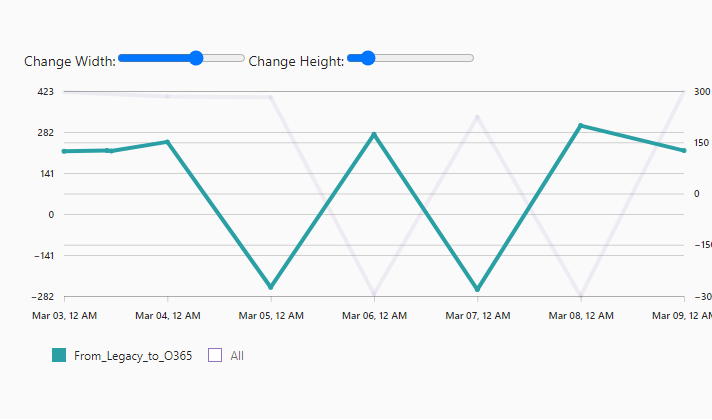 Change Width: Change Height:
423 300
282 150
141
0 0
−141 −150
−282 −30
Mar 03, 12 AM Mar 04, 12 AM Mar 05, 12 AM Mar 06, 12 AM Mar 07, 12 AM Mar 08, 12 AM Mar 09, 12 AM
From_Legacy_to_O365 All